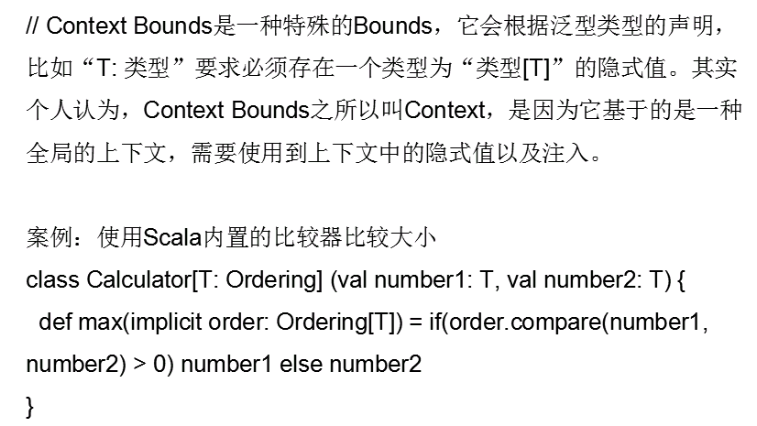 // Context Bounds是一种特殊的Bounds，它会根据泛型类型的声明，
比如“T: 类型”要求必须存在一个类型为“类型[T]”的隐式值。其实
个人认为，Context Bounds之所以叫Context，是因为它基于的是一种
全局的上下文，需要使用到上下文中的隐式值以及注入。
案例：使用Scala内置的比较器比较大小
class Calculator[T: Ordering] (val number1: T, val number2: T) {
  def max(implicit order: Ordering[T]) = if(order.compare(number1,
number2) > 0) number1 else number2
}